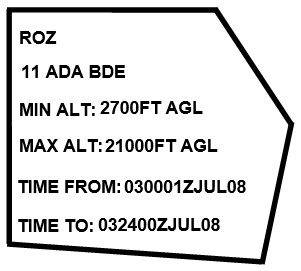 ROZ
11 ADA BDE
MIN ALT: 2700FT AGL
MAX ALT: 21000FT AGL
TIME FROM: 030001ZJUL08
TIME TO: 032400ZJUL08